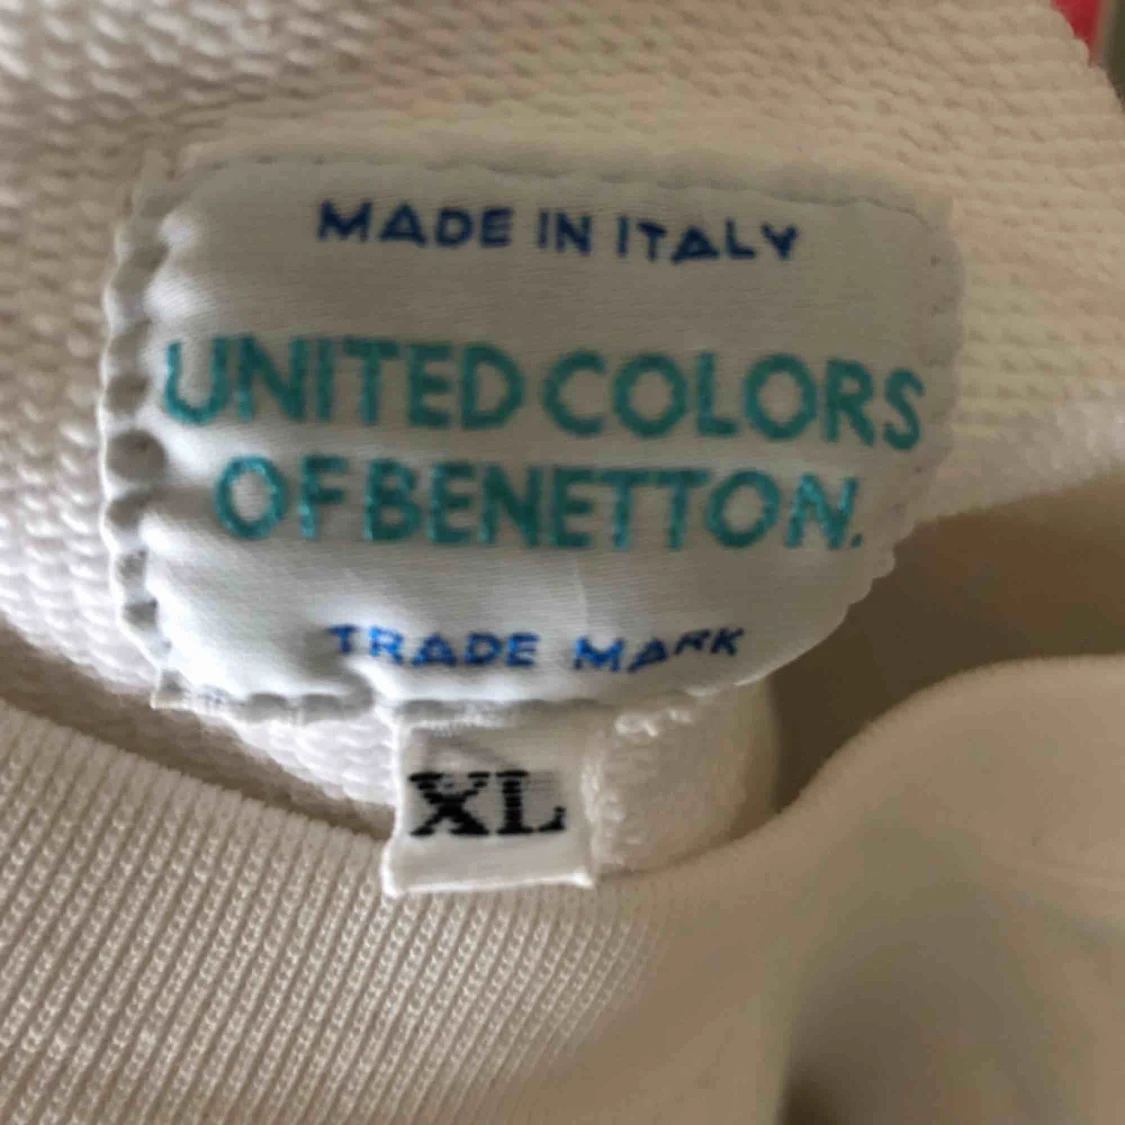 MADE IN ITALY
UNITED COLORS
OF BENETTON.
TRADE MARK
XL